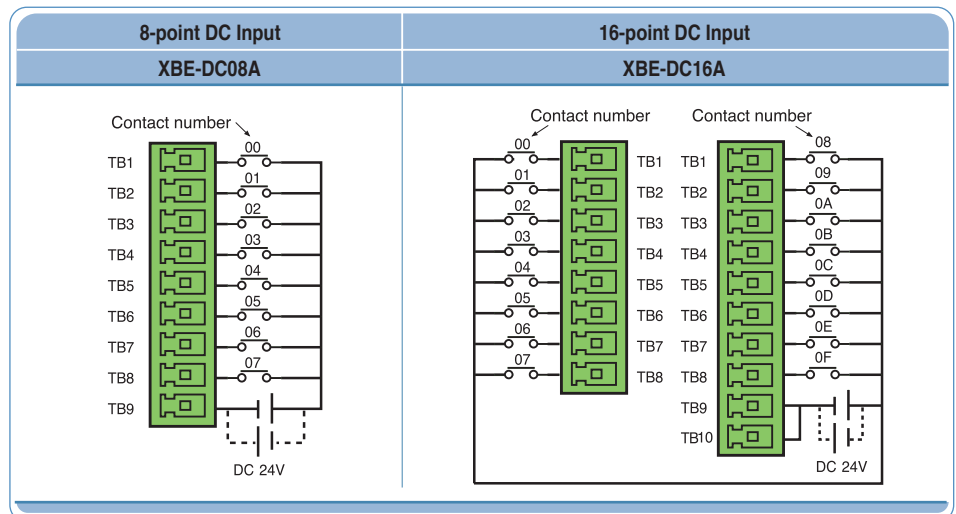 8-point DC Input
16-point DC Input
XBE-DC08A
XBE-DC16A
Contact number
TB1 00
TB2 01
TB3 02
TB4 03
TB5 04
TB6 05
TB7 06
TB8 07
TB9
DC 24V
Contact number
00 TB1
01 TB2
02 TB3
03 TB4
04 TB5
05 TB6
06 TB7
07 TB8
Contact number
TB1 08
TB2 09
TB3 0A
TB4 0B
TB5 0C
TB6 0D
TB7 0E
TB8 0F
TB9
TB10
DC 24V